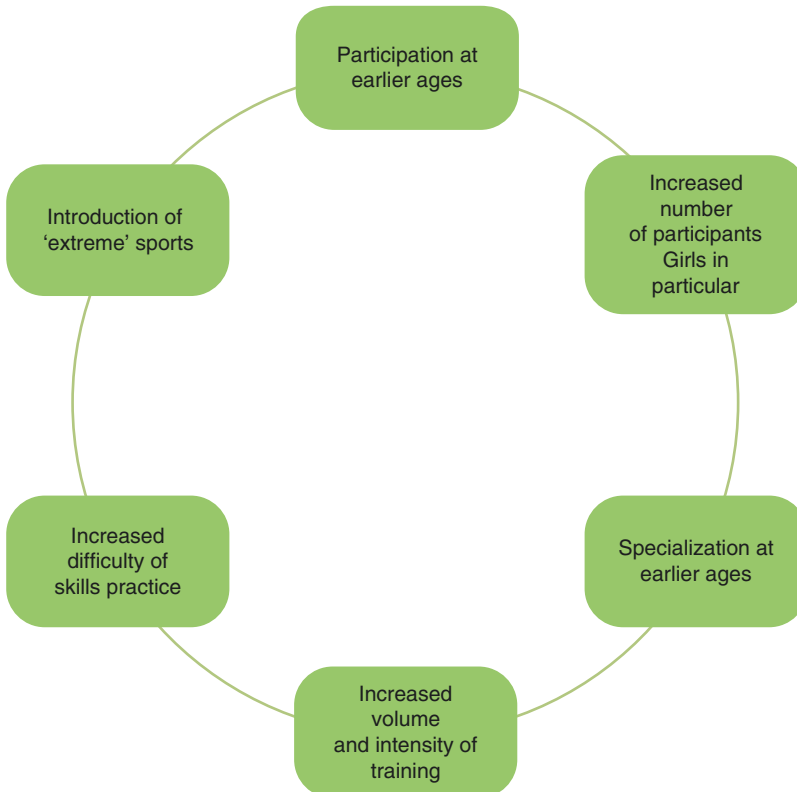 Participation at
earlier ages
Increased
number
of participants
Girls in
particular
Specialization at
earlier ages
Increased
volume
and intensity of
training
Increased
difficulty of
skills practice
Introduction of
‘extreme’ sports